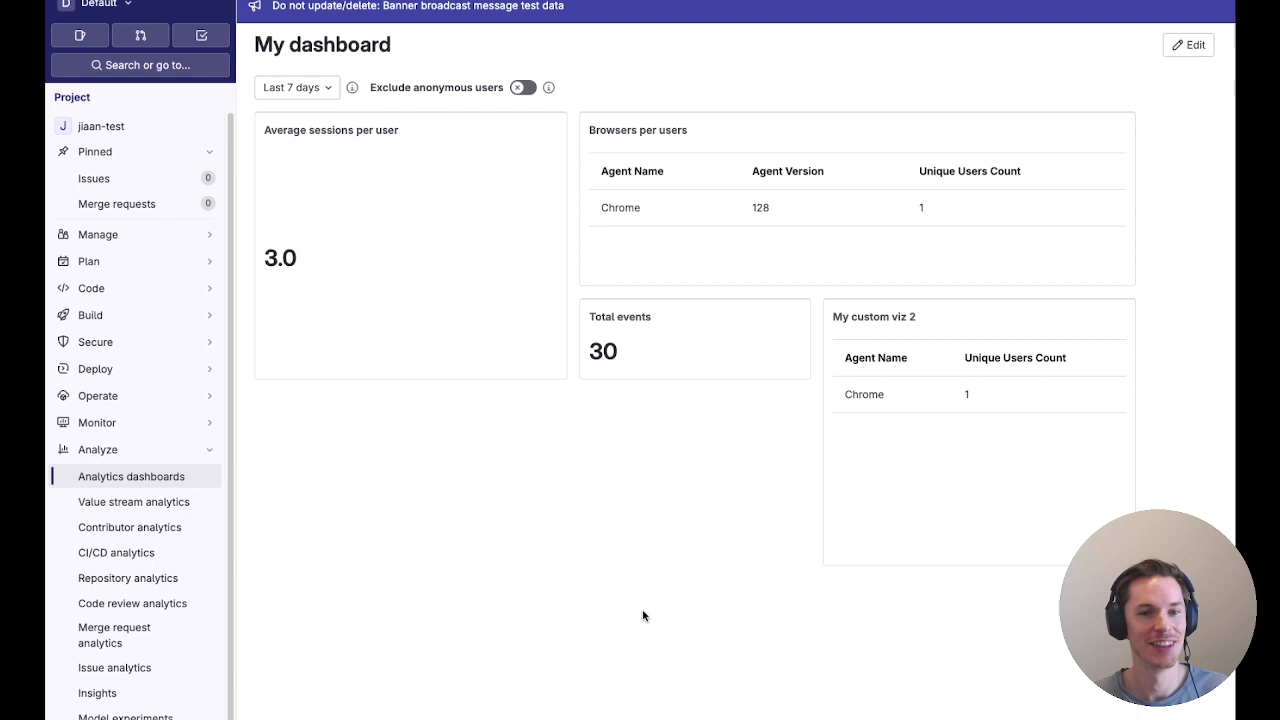 D Default
Do not update/delete: Banner broadcast message test data
Search or go to...
Project
J jiaan-test
Pinned
Issues 0
Merge requests 0
Manage
Plan
Code
Build
Secure
Deploy
Operate
Monitor
Analyze
Analytics dashboards
Value stream analytics
Contributor analytics
CI/CD analytics
Repository analytics
Code review analytics
Merge request
analytics
Issue analytics
Insights
Model experiments
My dashboard
Edit
Last 7 days
Exclude anonymous users
Average sessions per user
3.0
Browsers per users
Agent Name Agent Version Unique Users Count
Chrome 128 1
Total events
30
My custom viz 2
Agent Name Unique Users Count
Chrome 1